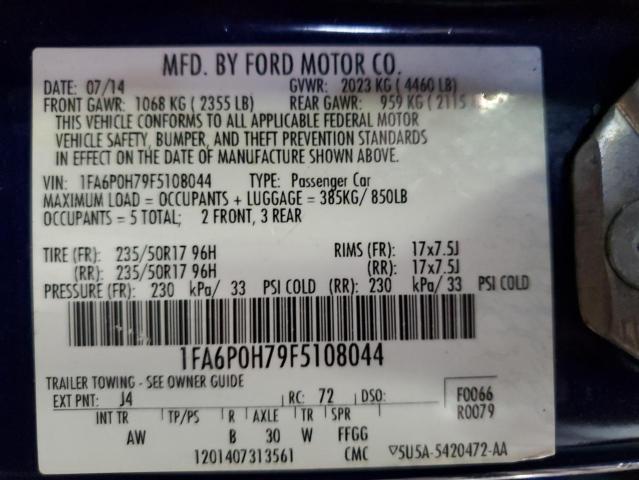 MFD. BY FORD MOTOR CO.
DATE: 07/14 GVWR: 2023 KG ( 4460 LB)
FRONT GAWR: 1068 KG ( 2355 LB) REAR GAWR: 959 KG ( 2115
THIS VEHICLE CONFORMS TO ALL APPLICABLE FEDERAL MOTOR
VEHICLE SAFETY, BUMPER, AND THEFT PREVENTION STANDARDS
IN EFFECT ON THE DATE OF MANUFACTURE SHOWN ABOVE.
VIN: 1FA6P0H79F5108044 TYPE: Passenger Car
MAXIMUM LOAD = OCCUPANTS + LUGGAGE = 385KG/ 850LB
OCCUPANTS = 5 TOTAL; 2 FRONT, 3 REAR
TIRE (FR): 235/50R17 96H RIMS (FR): 17x7.5J
(RR): 235/50R17 96H (RR): 17x7.5J
PRESSURE (FR): 230 kPa/ 33 PSI COLD (RR): 230 kPa/ 33 PSI COLD
1FA6P0H79F5108044
TRAILER TOWING - SEE OWNER GUIDE
EXT PNT: J4 RC: 72 DSO: F0066
INT TR TP/PS R AXLE TR SPR R0079
AW B 30 W FFGG
1201407313561 CMC ▽5U5A-5420472-AA